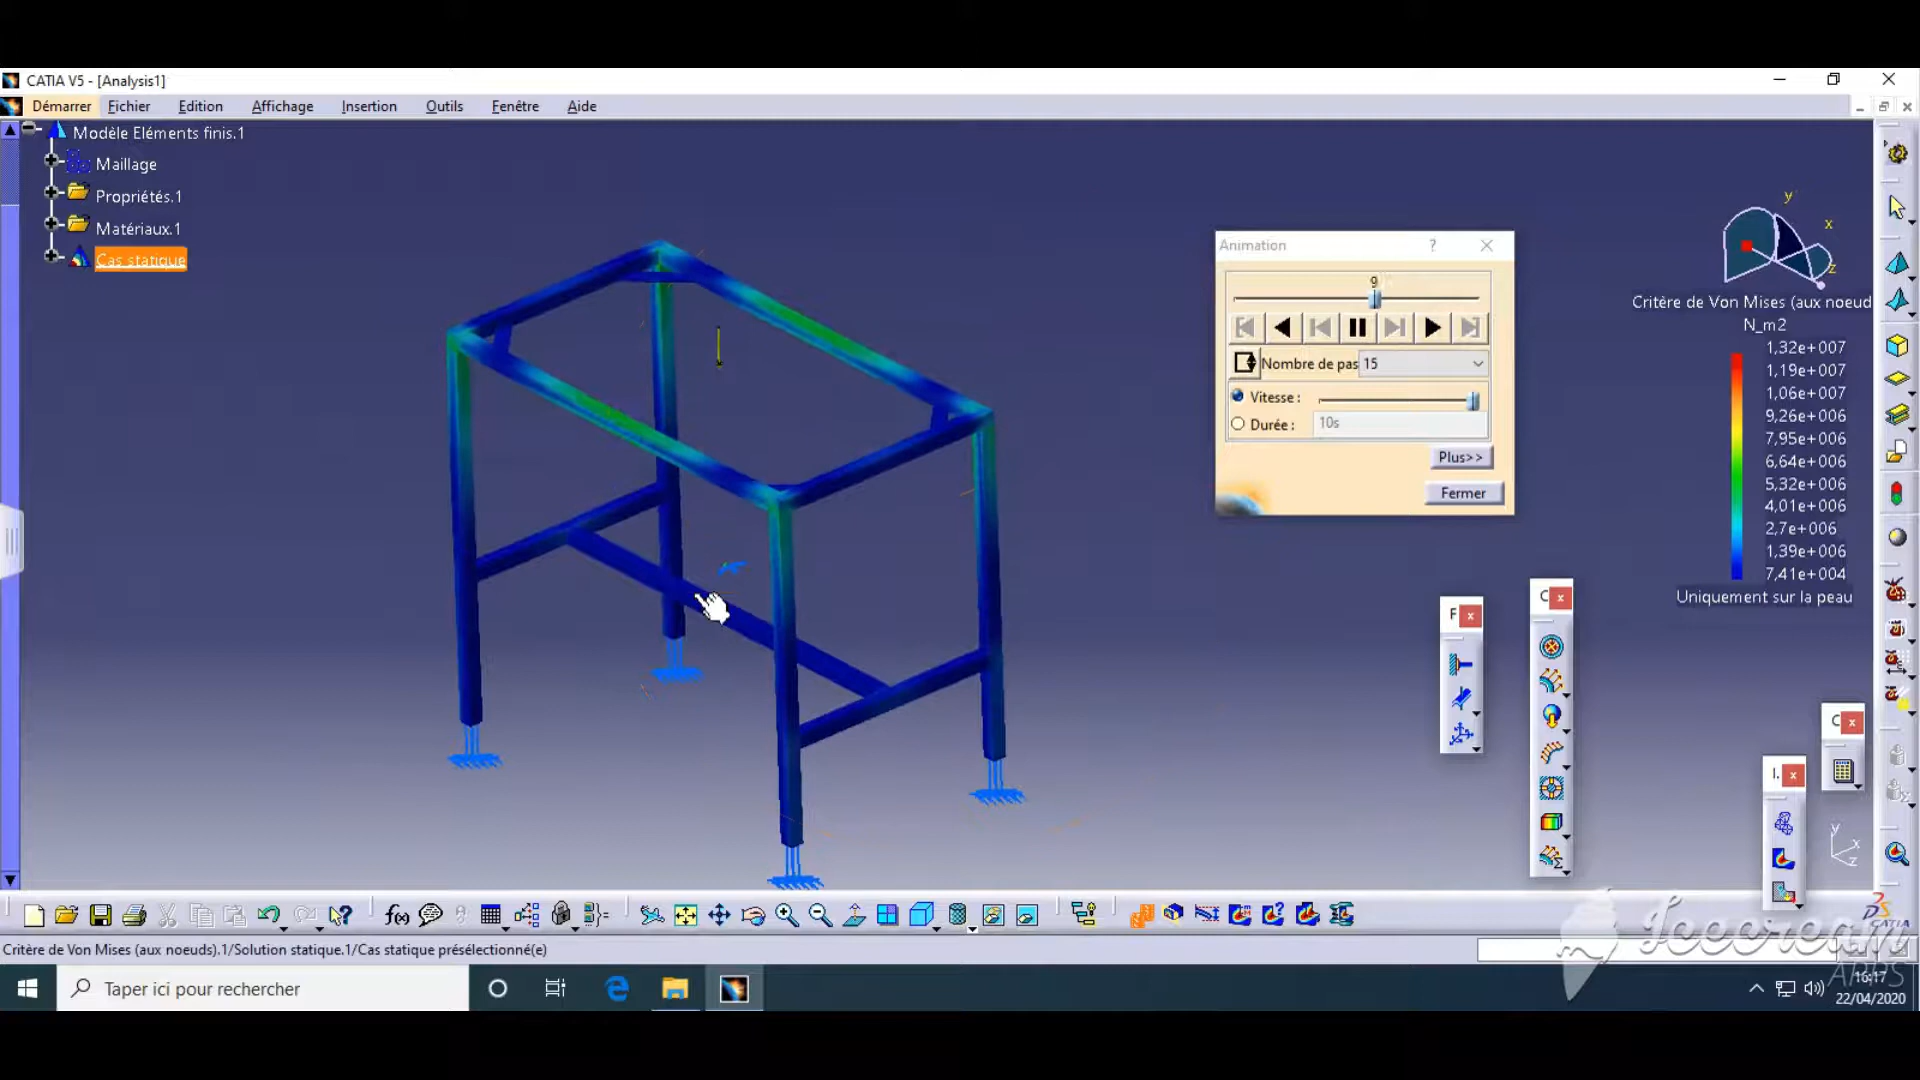 CATIA V5 - [Analysis1]
Démarrer Fichier Edition Affichage Insertion Outils Fenêtre Aide
Modèle Eléments finis.1
Maillage
Propriétés.1
Matériaux.1
Cas statique
Animation ?
9
Nombre de pas 15
Vitesse :
Durée : 10s
Plus>>
Fermer
y
x
z
Critère de Von Mises (aux noeud
N_m2
1,32e+007
1,19e+007
1,06e+007
9,26e+006
7,95e+006
6,64e+006
5,32e+006
4,01e+006
2,7e+006
1,39e+006
7,41e+004
Uniquement sur la peau
F
C
C
I.
y
x
z
f(x)
CATIA
Critère de Von Mises (aux noeuds).1/Solution statique.1/Cas statique présélectionné(e)
Icecream
APPS
Taper ici pour rechercher
16:17
22/04/2020